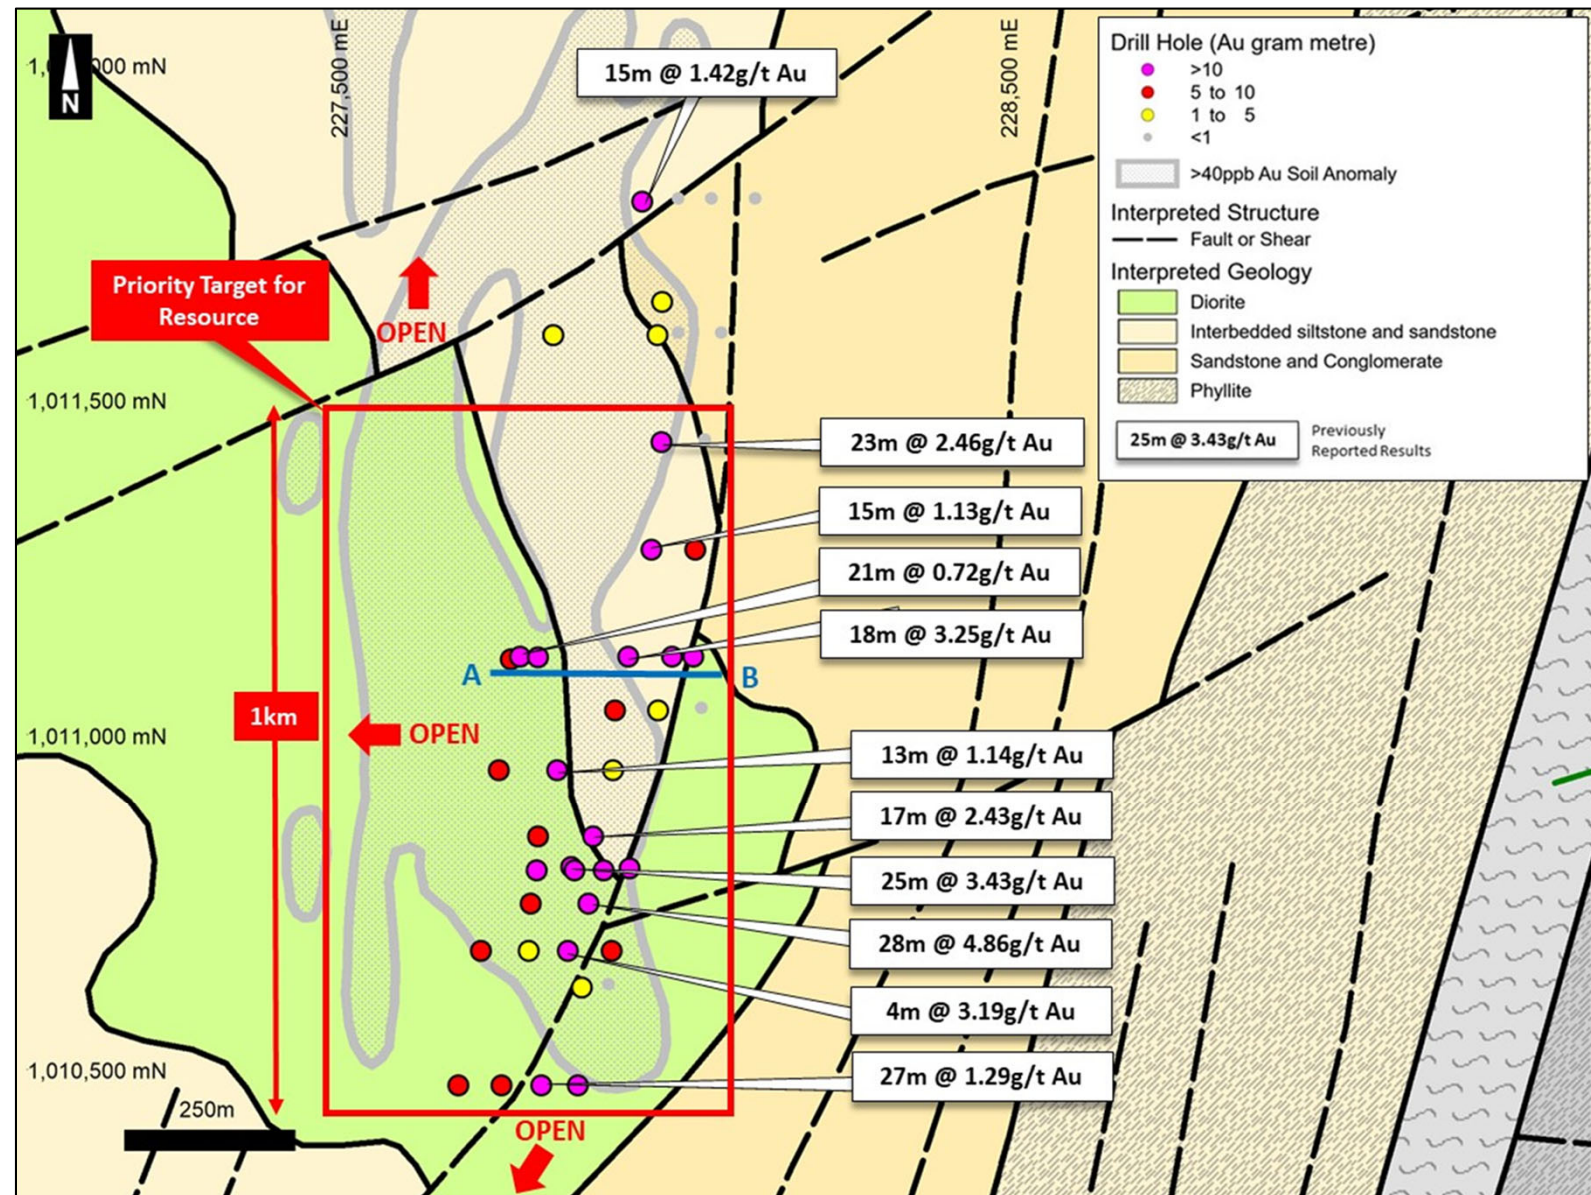 1,0
000 mN
N
227,500 mE
228,500 mE
15m @ 1.42g/t Au
Drill Hole (Au gram metre)
>10
5 to 10
1 to 5
<1
>40ppb Au Soil Anomaly
Interpreted Structure
Fault or Shear
Interpreted Geology
Diorite
Interbedded siltstone and sandstone
Sandstone and Conglomerate
Phyllite
25m @ 3.43g/t Au
Previously
Reported Results
Priority Target for
Resource
OPEN
1,011,500 mN
23m @ 2.46g/t Au
15m @ 1.13g/t Au
21m @ 0.72g/t Au
18m @ 3.25g/t Au
A
B
1km
OPEN
1,011,000 mN
13m @ 1.14g/t Au
17m @ 2.43g/t Au
25m @ 3.43g/t Au
28m @ 4.86g/t Au
4m @ 3.19g/t Au
27m @ 1.29g/t Au
1,010,500 mN
250m
OPEN